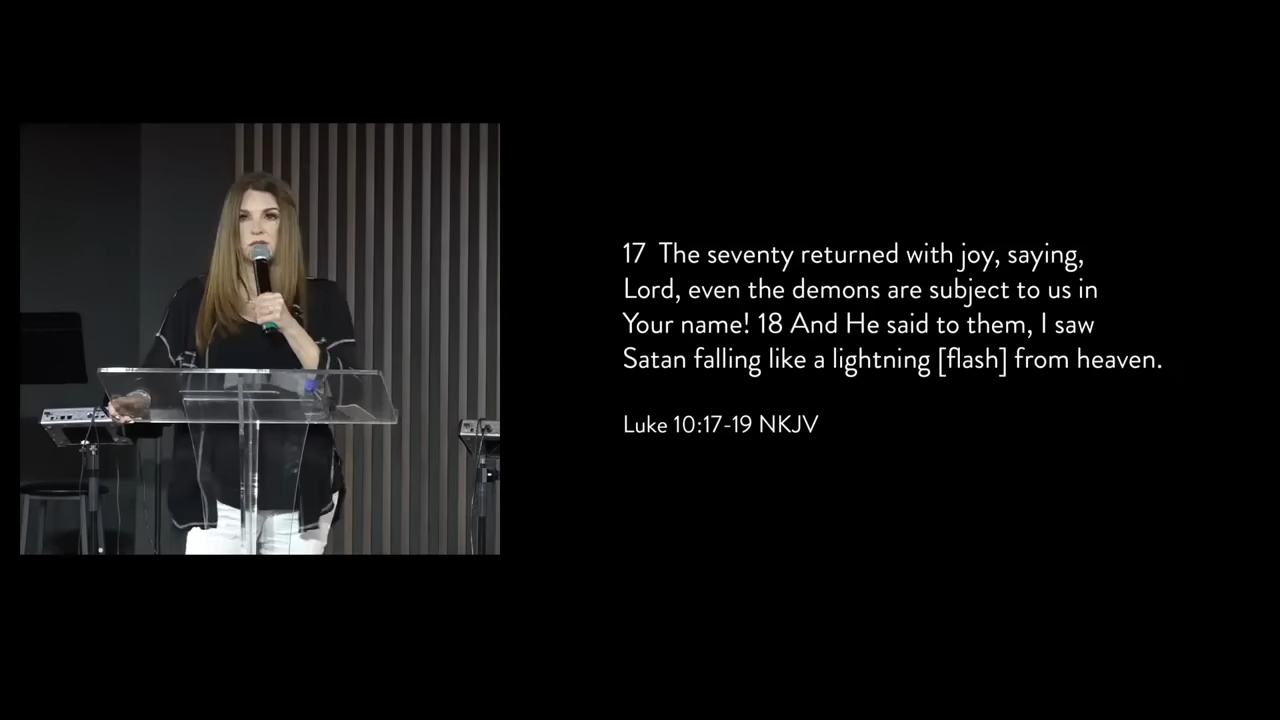 17 The seventy returned with joy, saying,
Lord, even the demons are subject to us in
Your name! 18 And He said to them, I saw
Satan falling like a lightning [flash] from heaven.
Luke 10:17-19 NKJV